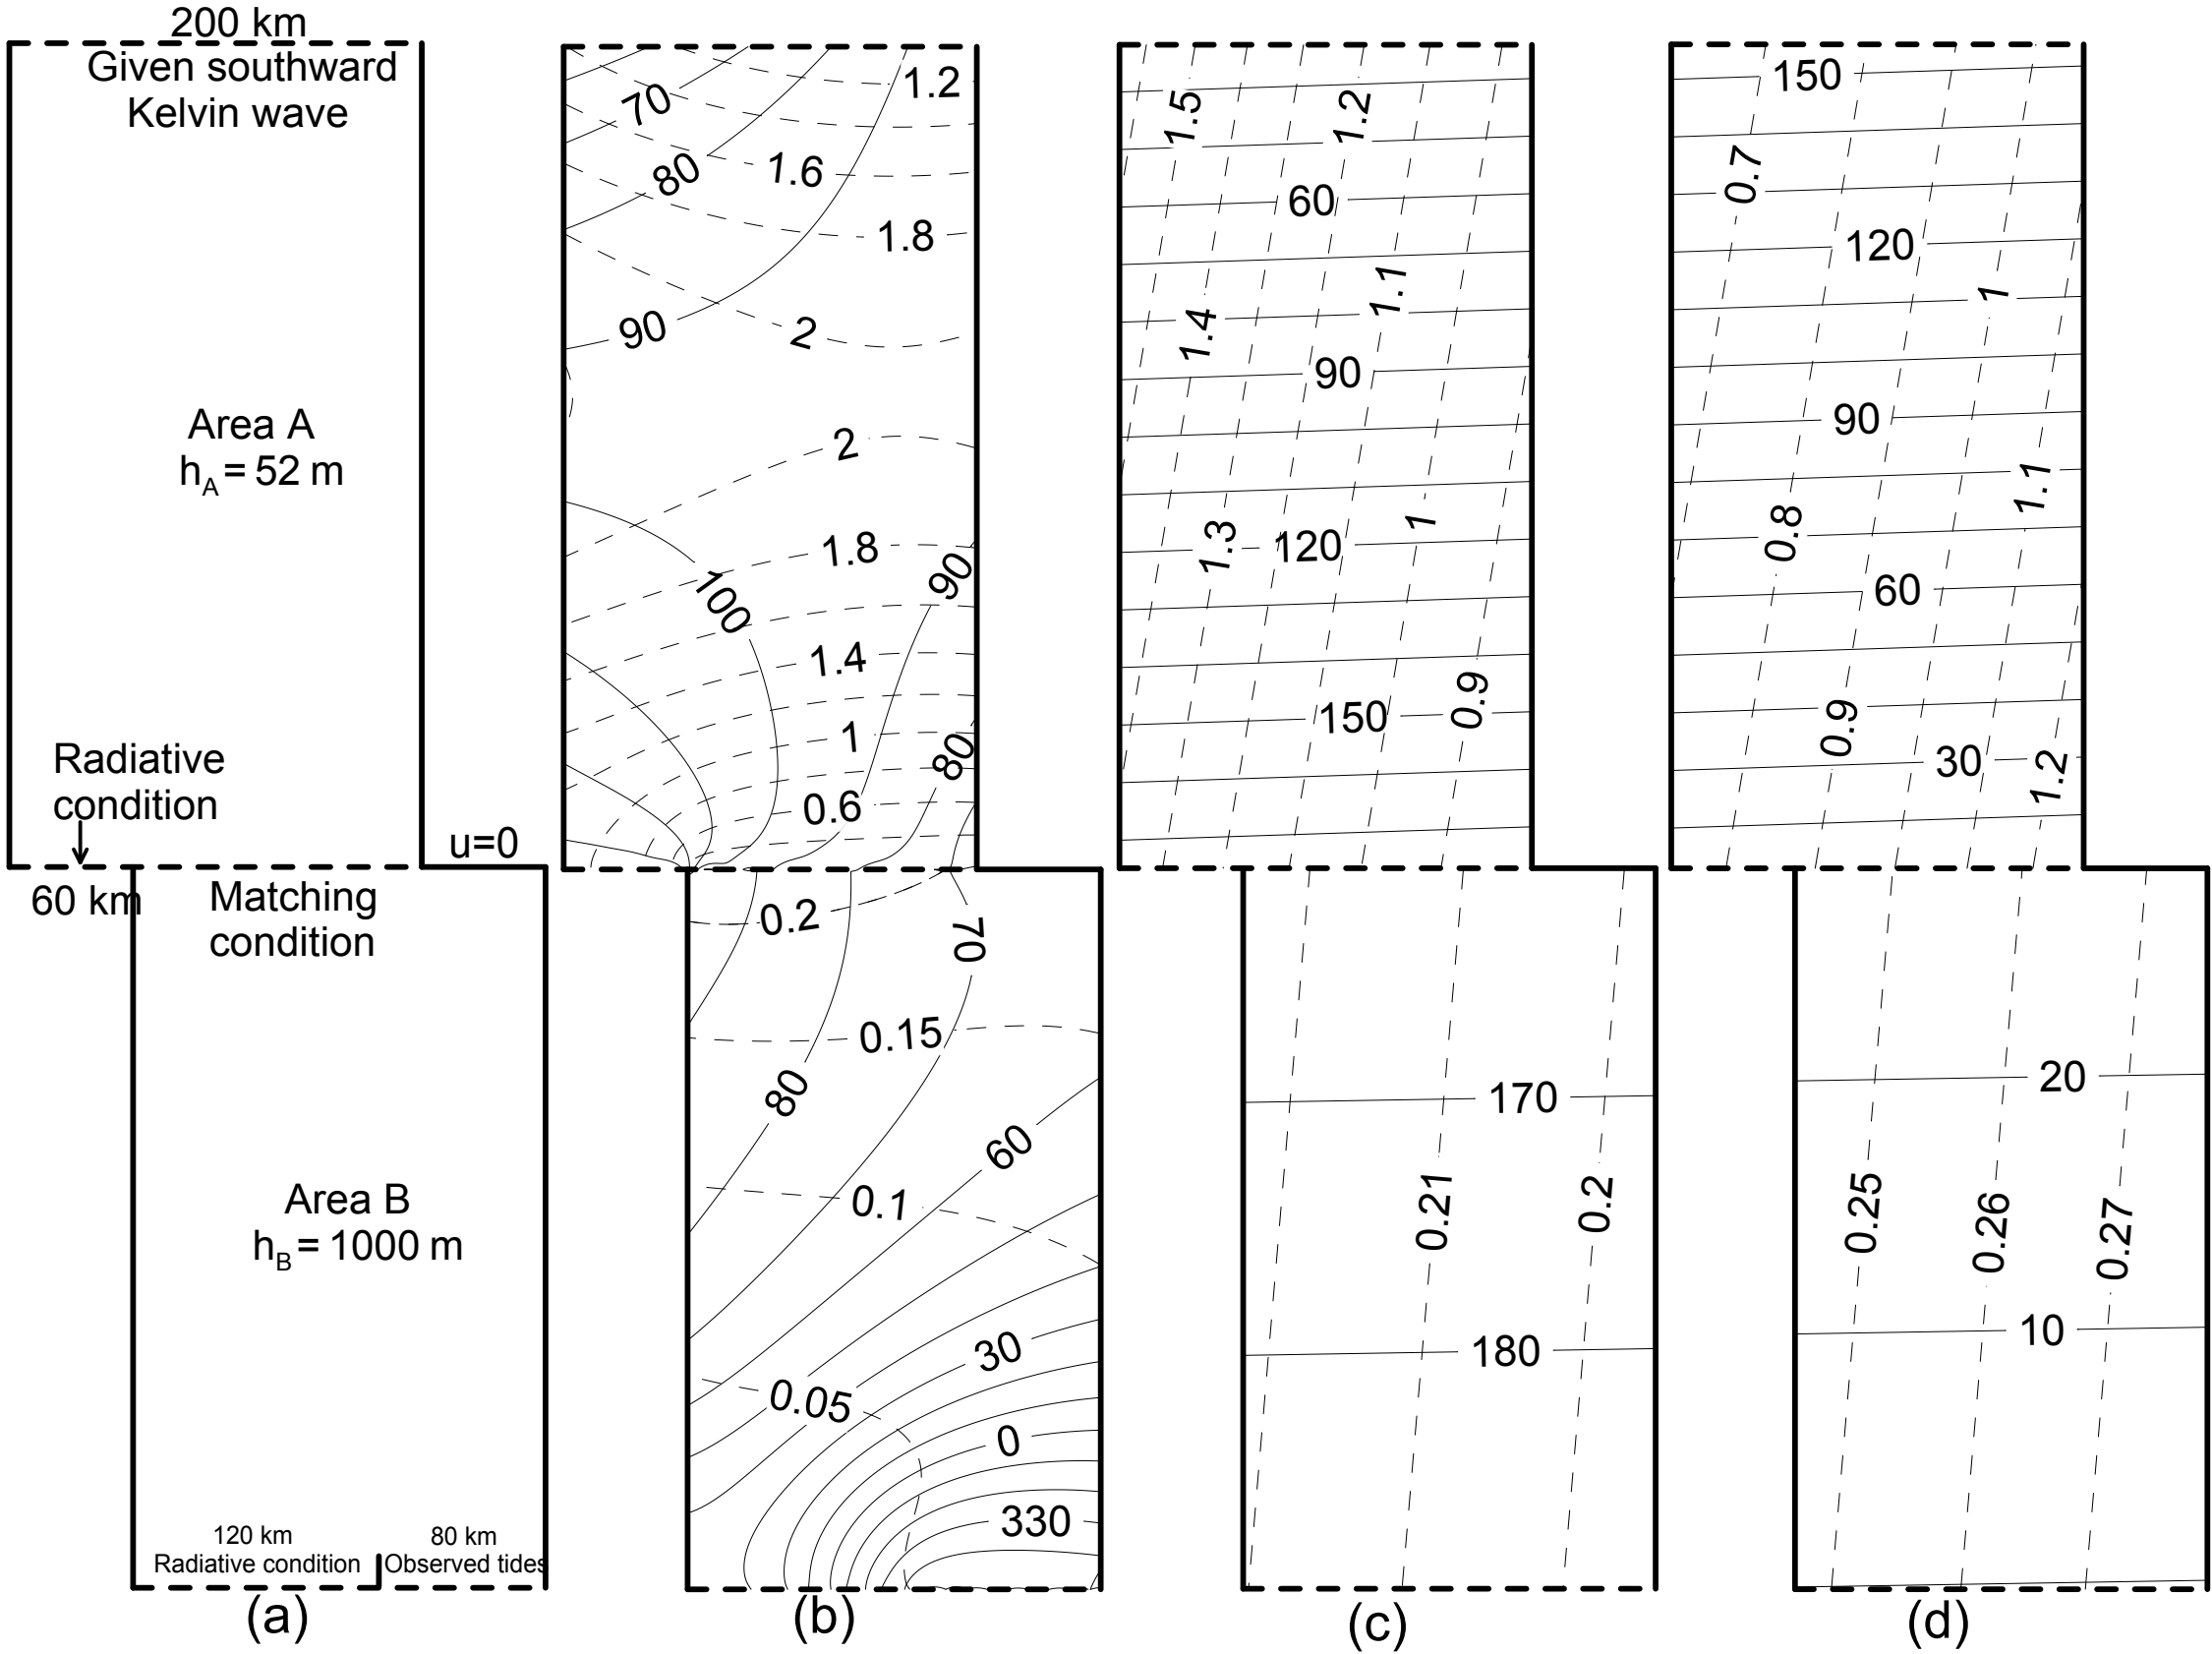 200 km
Given southward
Kelvin wave
Area A
hA = 52 m
Radiative
condition
u=0
60 km
Matching
condition
Area B
hB = 1000 m
120 km
Radiative condition
80 km
Observed tides
(a)
1.2
70
1.6
80
1.8
90
2
2
1.8
90
100
1.4
1
80
0.6
0.2
70
0.15
80
60
0.1
30
0.05
0
330
(b)
1.5
1.2
60
1.1
1.4
90
1
1.3
120
0.9
150
170
0.21
0.2
180
(c)
150
0.7
120
1
90
1.1
0.8
60
0.9
30
1.2
20
0.25
0.26
0.27
10
(d)